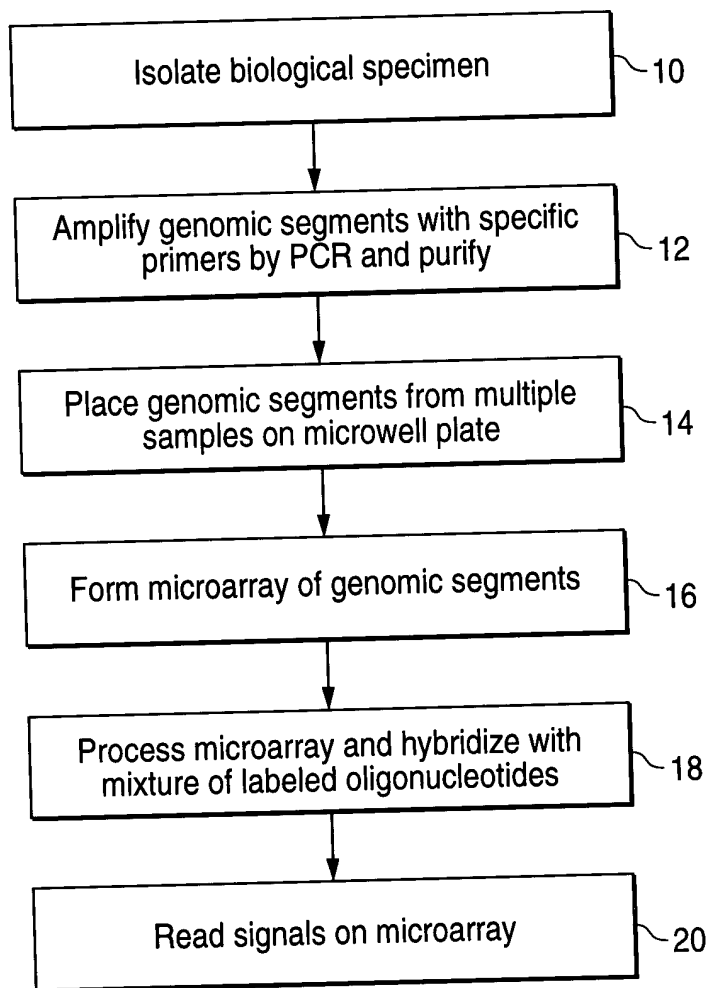 Isolate biological specimen
10
Amplify genomic segments with specific
primers by PCR and purify
12
Place genomic segments from multiple
samples on microwell plate
14
Form microarray of genomic segments
16
Process microarray and hybridize with
mixture of labeled oligonucleotides
18
Read signals on microarray
20